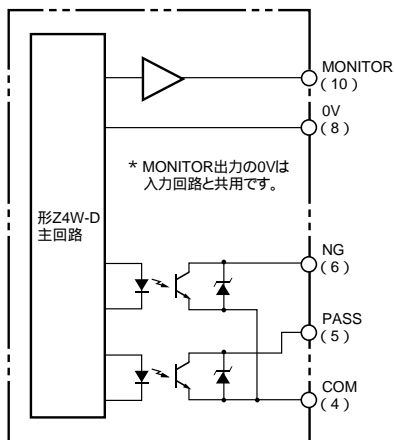 MONITOR
(10)
0V
(8)
* MONITOR出力の0Vは
入力回路と共用です。
形Z4W-D
主回路
NG
(6)
PASS
(5)
COM
(4)